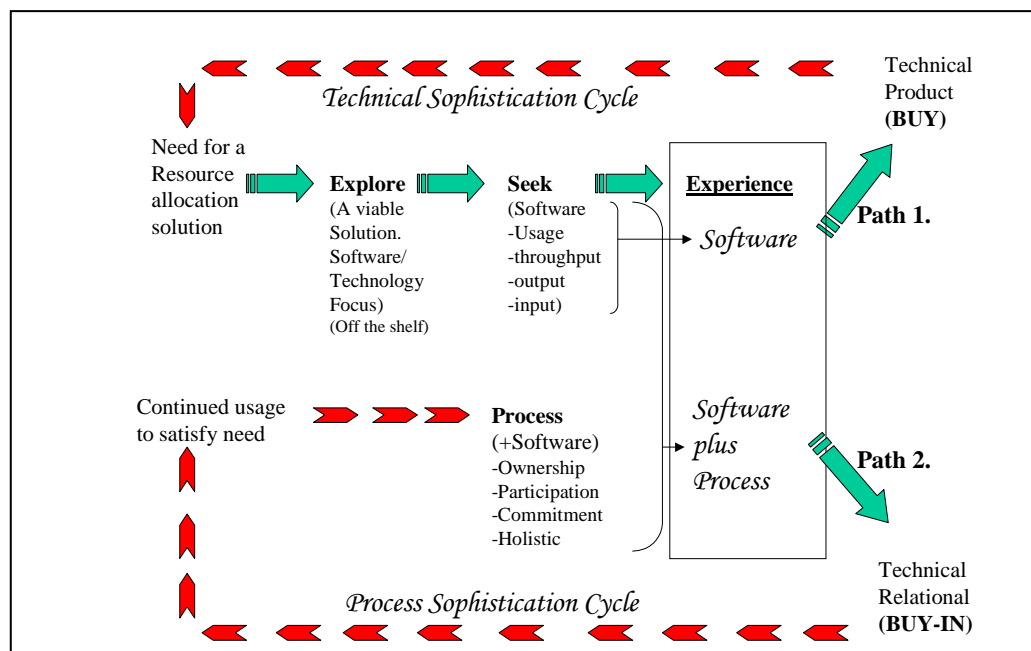 Technical Sophistication Cycle
Technical
Product
(BUY)
Need for a
Resource
allocation
solution
Explore
(A viable
Solution.
Software/
Technology
Focus)
(Off the shelf)
Seek
(Software
-Usage
-throughput
-output
-input)
Experience
Software
Path 1.
Continued usage
to satisfy need
Process
(+Software)
-Ownership
-Participation
-Commitment
-Holistic
Software
plus
Process
Path 2.
Process Sophistication Cycle
Technical
Relational
(BUY-IN)